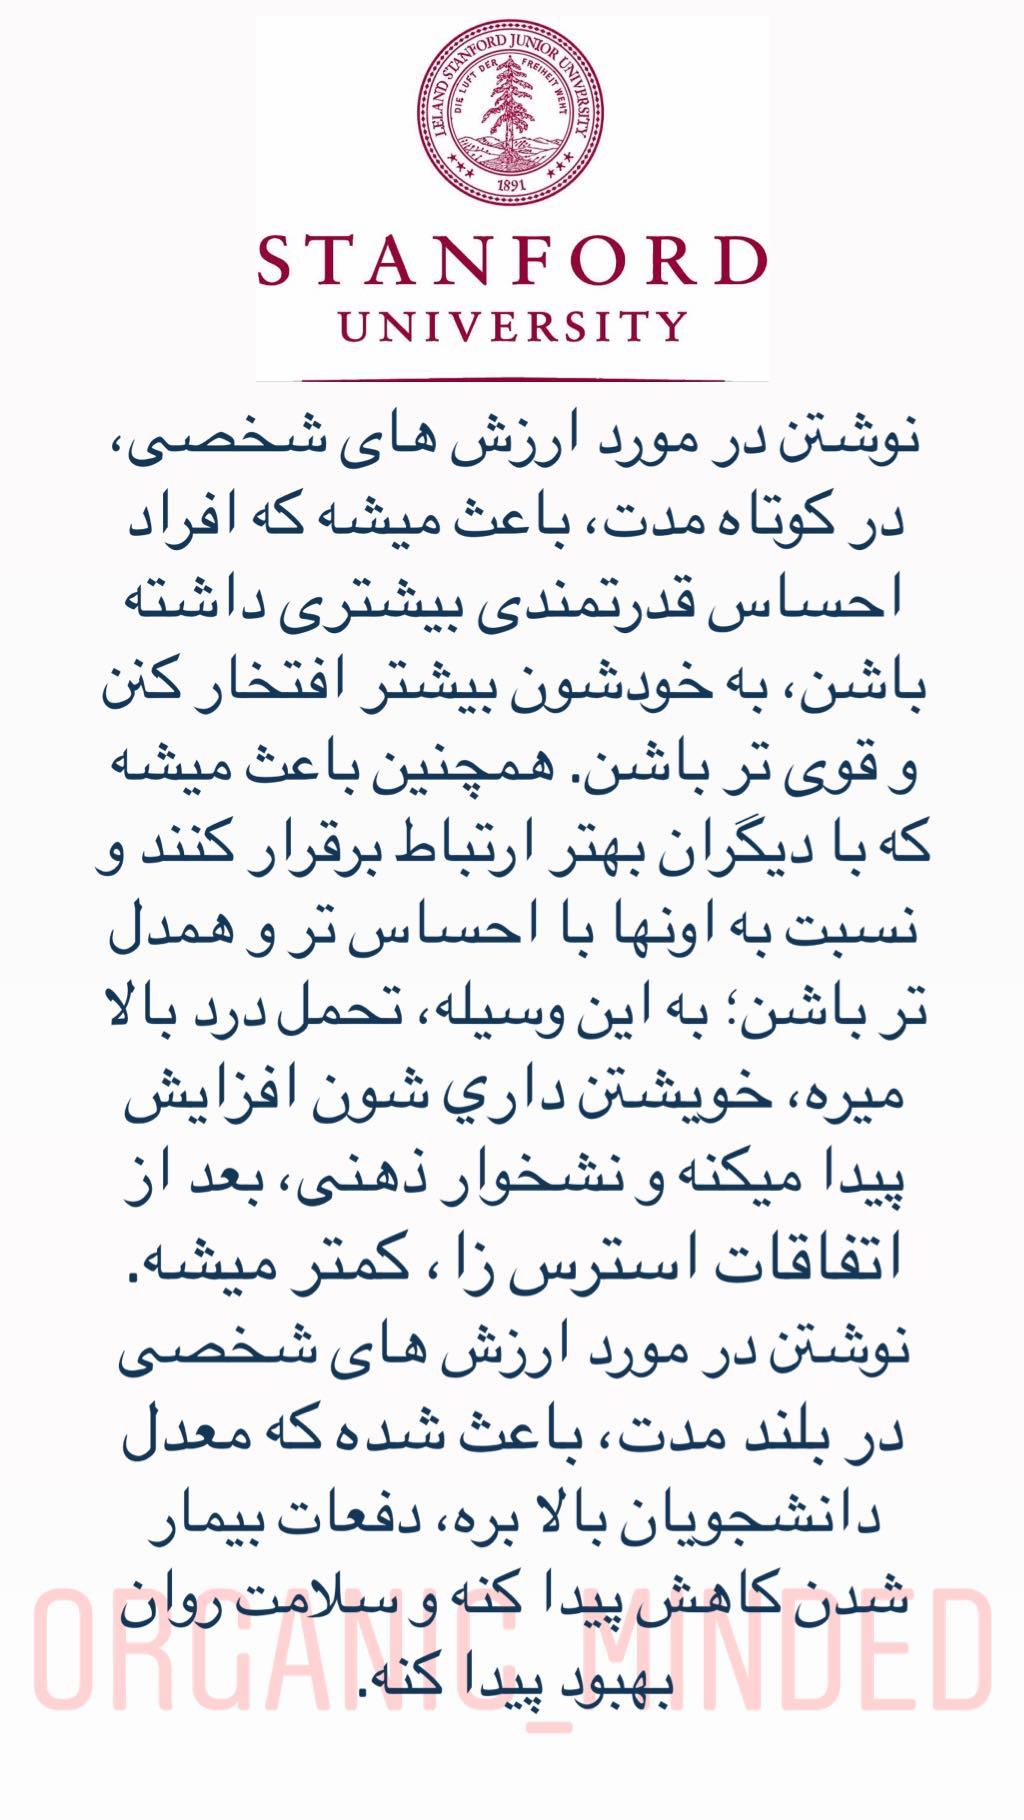 LELAND STANFORD JUNIOR UNIVERSITY
DIE LUFT DER FREIHEIT WEHT
1891
STANFORD
UNIVERSITY
نوشتن در مورد ارزش های شخصی،
در کوتاه مدت، باعث میشه که افراد
احساس قدرتمندی بیشتری داشته
باشن، به خودشون بیشتر افتخار کنن
و قوی تر باشن. همچنین باعث میشه
که با دیگران بهتر ارتباط برقرار کنند و
نسبت به اونها با احساس تر و همدل
تر باشن؛ به این وسیله، تحمل درد بالا
میره، خویشتن داري شون افزایش
پیدا میکنه و نشخوار ذهنی، بعد از
اتفاقات استرس زا ، کمتر میشه.
نوشتن در مورد ارزش های شخصی
در بلند مدت، باعث شده که معدل
دانشجویان بالا بره، دفعات بیمار
شدن کاهش پیدا کنه و سلامت روان
بهبود پیدا کنه.
ORGANIC_MINDED